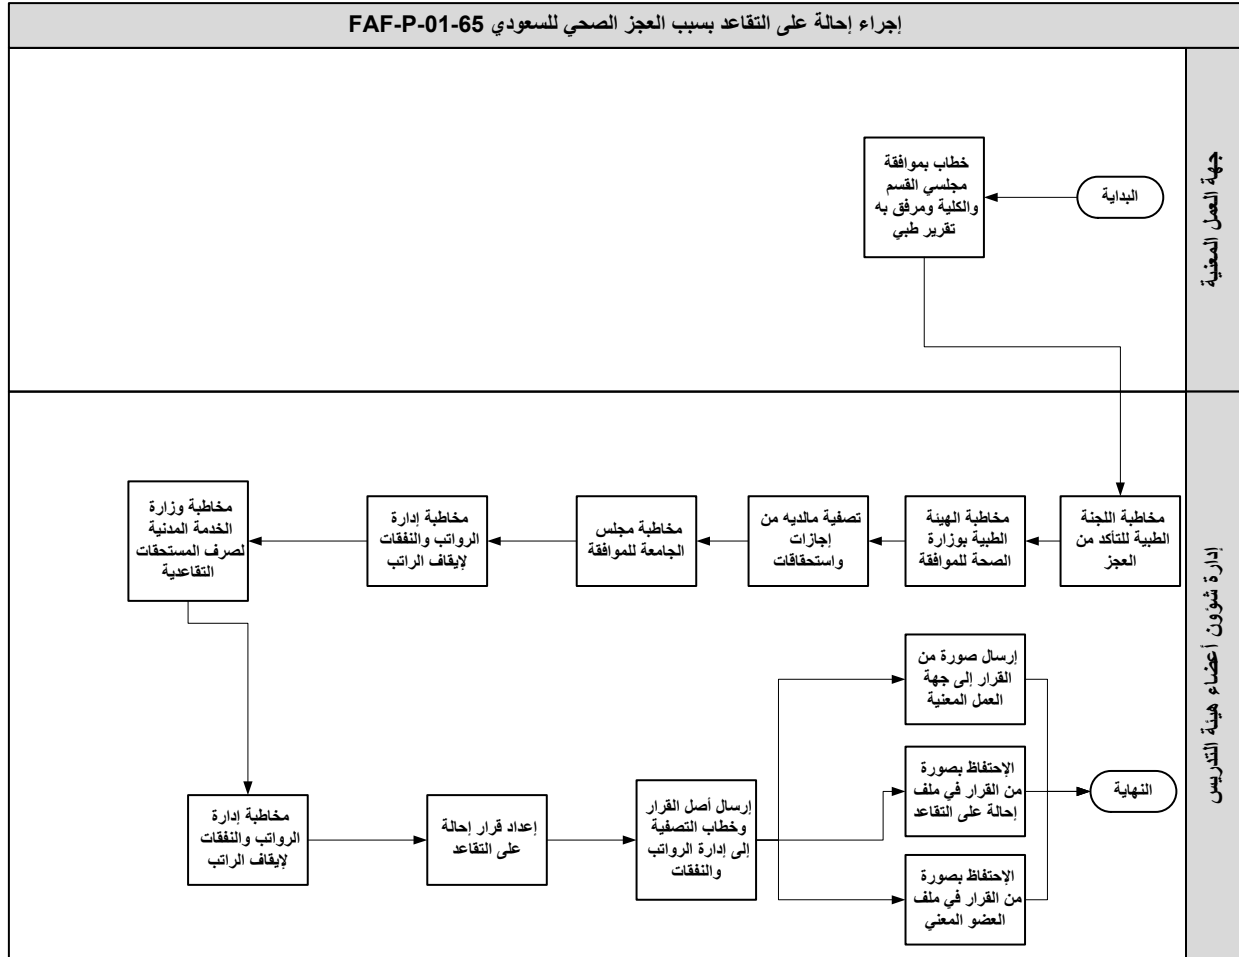 إجراء إحالة على التقاعد بسبب العجز الصحي للسعودي FAF-P-01-65
جهة العمل المعنية
البداية
خطاب بموافقة
مجلسي القسم
والكلية ومرفق به
تقرير طبي
إدارة شؤون أعضاء هيئة التدريس
مخاطبة اللجنة
الطبية للتأكد من
العجز
مخاطبة الهيئة
الطبية بوزارة
الصحة للموافقة
تصفية مالديه من
إجازات
واستحقاقات
مخاطبة مجلس
الجامعة للموافقة
مخاطبة إدارة
الرواتب والنفقات
لإيقاف الراتب
مخاطبة وزارة
الخدمة المدنية
لصرف المستحقات
التقاعدية
مخاطبة إدارة
الرواتب والنفقات
لإيقاف الراتب
إعداد قرار إحالة
على التقاعد
إرسال أصل القرار
وخطاب التصفية
إلى إدارة الرواتب
والنفقات
إرسال صورة من
القرار إلى جهة
العمل المعنية
الإحتفاظ بصورة
من القرار في ملف
إحالة على التقاعد
الإحتفاظ بصورة
من القرار في ملف
العضو المعني
النهاية